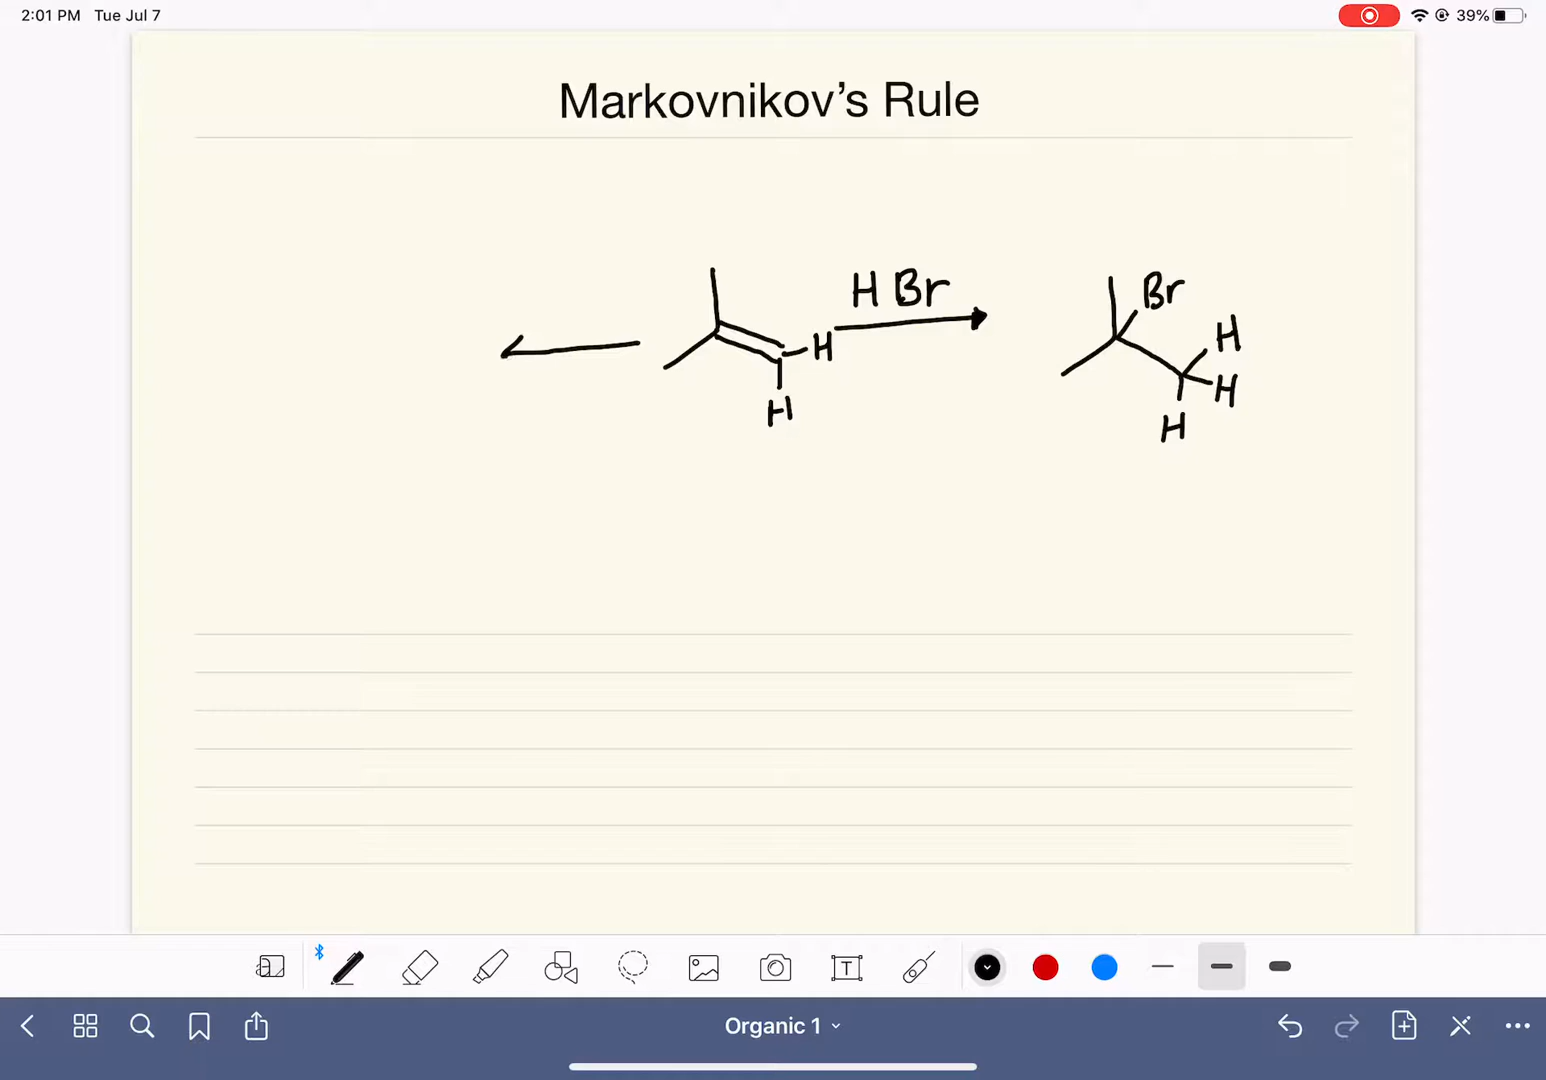 2:01 PM Tue Jul 7
39%
Markovnikov’s Rule
H Br
Br
H
H
H
H
H
T
Organic 1